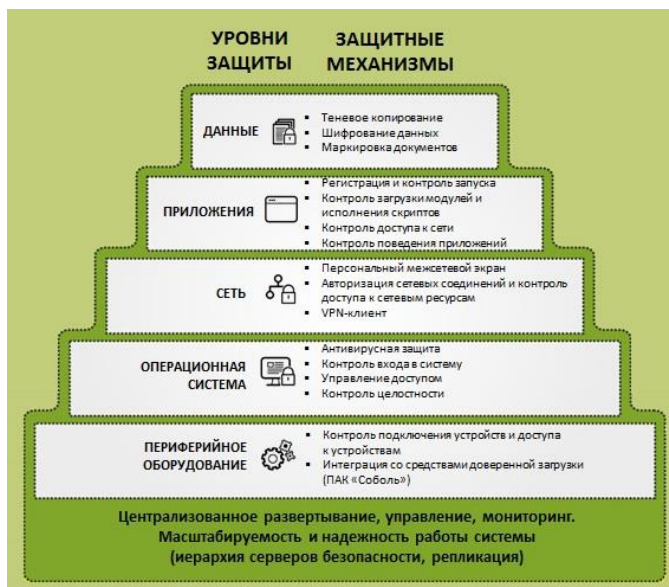 УРОВНИ ЗАЩИТЫ
ЗАЩИТНЫЕ МЕХАНИЗМЫ
ДАННЫЕ
▪ Теневое копирование
▪ Шифрование данных
▪ Маркировка документов
ПРИЛОЖЕНИЯ
▪ Регистрация и контроль запуска
▪ Контроль загрузки модулей и
исполнения скриптов
▪ Контроль доступа к сети
▪ Контроль поведения приложений
СЕТЬ
▪ Персональный межсетевой экран
▪ Авторизация сетевых соединений и контроль
доступа к сетевым ресурсам
▪ VPN-клиент
ОПЕРАЦИОННАЯ
СИСТЕМА
▪ Антивирусная защита
▪ Контроль входа в систему
▪ Управление доступом
▪ Контроль целостности
ПЕРИФЕРИЙНОЕ
ОБОРУДОВАНИЕ
▪ Контроль подключения устройств и доступа
к устройствам
▪ Интеграция со средствами доверенной загрузки
(ПАК «Соболь»)
Централизованное развертывание, управление, мониторинг.
Масштабируемость и надежность работы системы
(иерархия серверов безопасности, репликация)